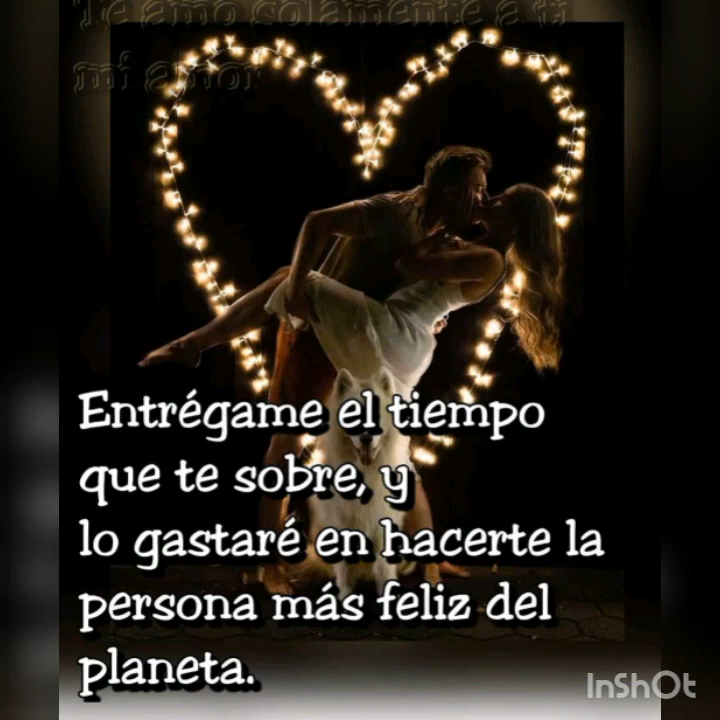 Te amo solamente a ti
mi amor
Entrégame el tiempo
que te sobre, y
lo gastaré en hacerte la
persona más feliz del
planeta.
InShOt